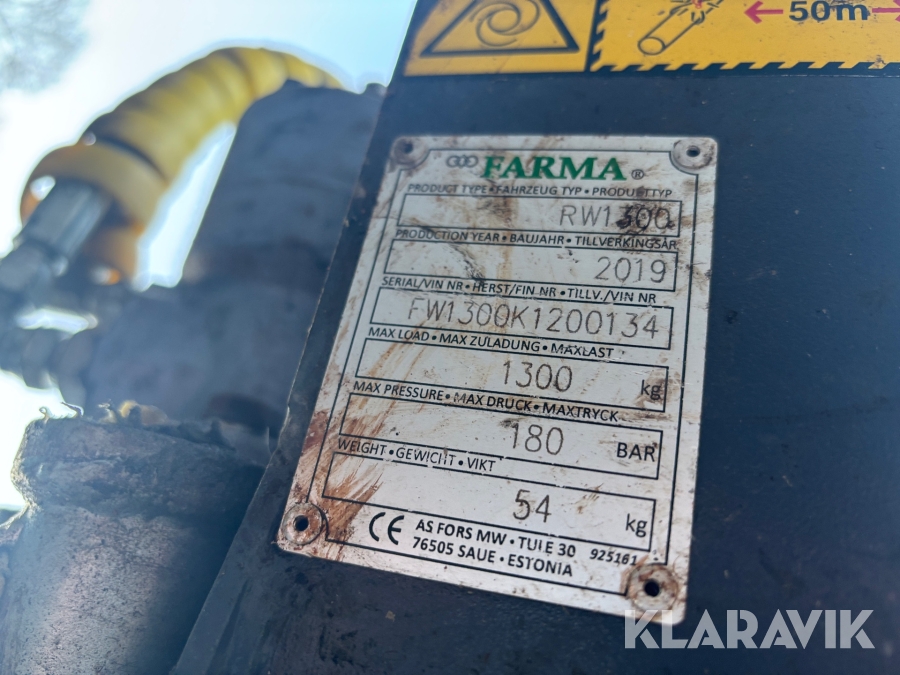 50m
FARMA ®
PRODUCT TYPE • FAHRZEUG TYP • PRODUKTTYP
RW1300
PRODUCTION YEAR • BAUJAHR • TILLVERKINGSÅR
2019
SERIAL/VIN NR • HERST/FIN NR • TILLV./VIN NR
FW1300K1200134
MAX LOAD • MAX ZULADUNG • MAXLAST
1300 kg
MAX PRESSURE • MAX DRUCK • MAXTRYCK
180 BAR
WEIGHT • GEWICHT • VIKT
54 kg
CE AS FORS MW • TULE 30 925161
76505 SAUE • ESTONIA
KLARAVIK